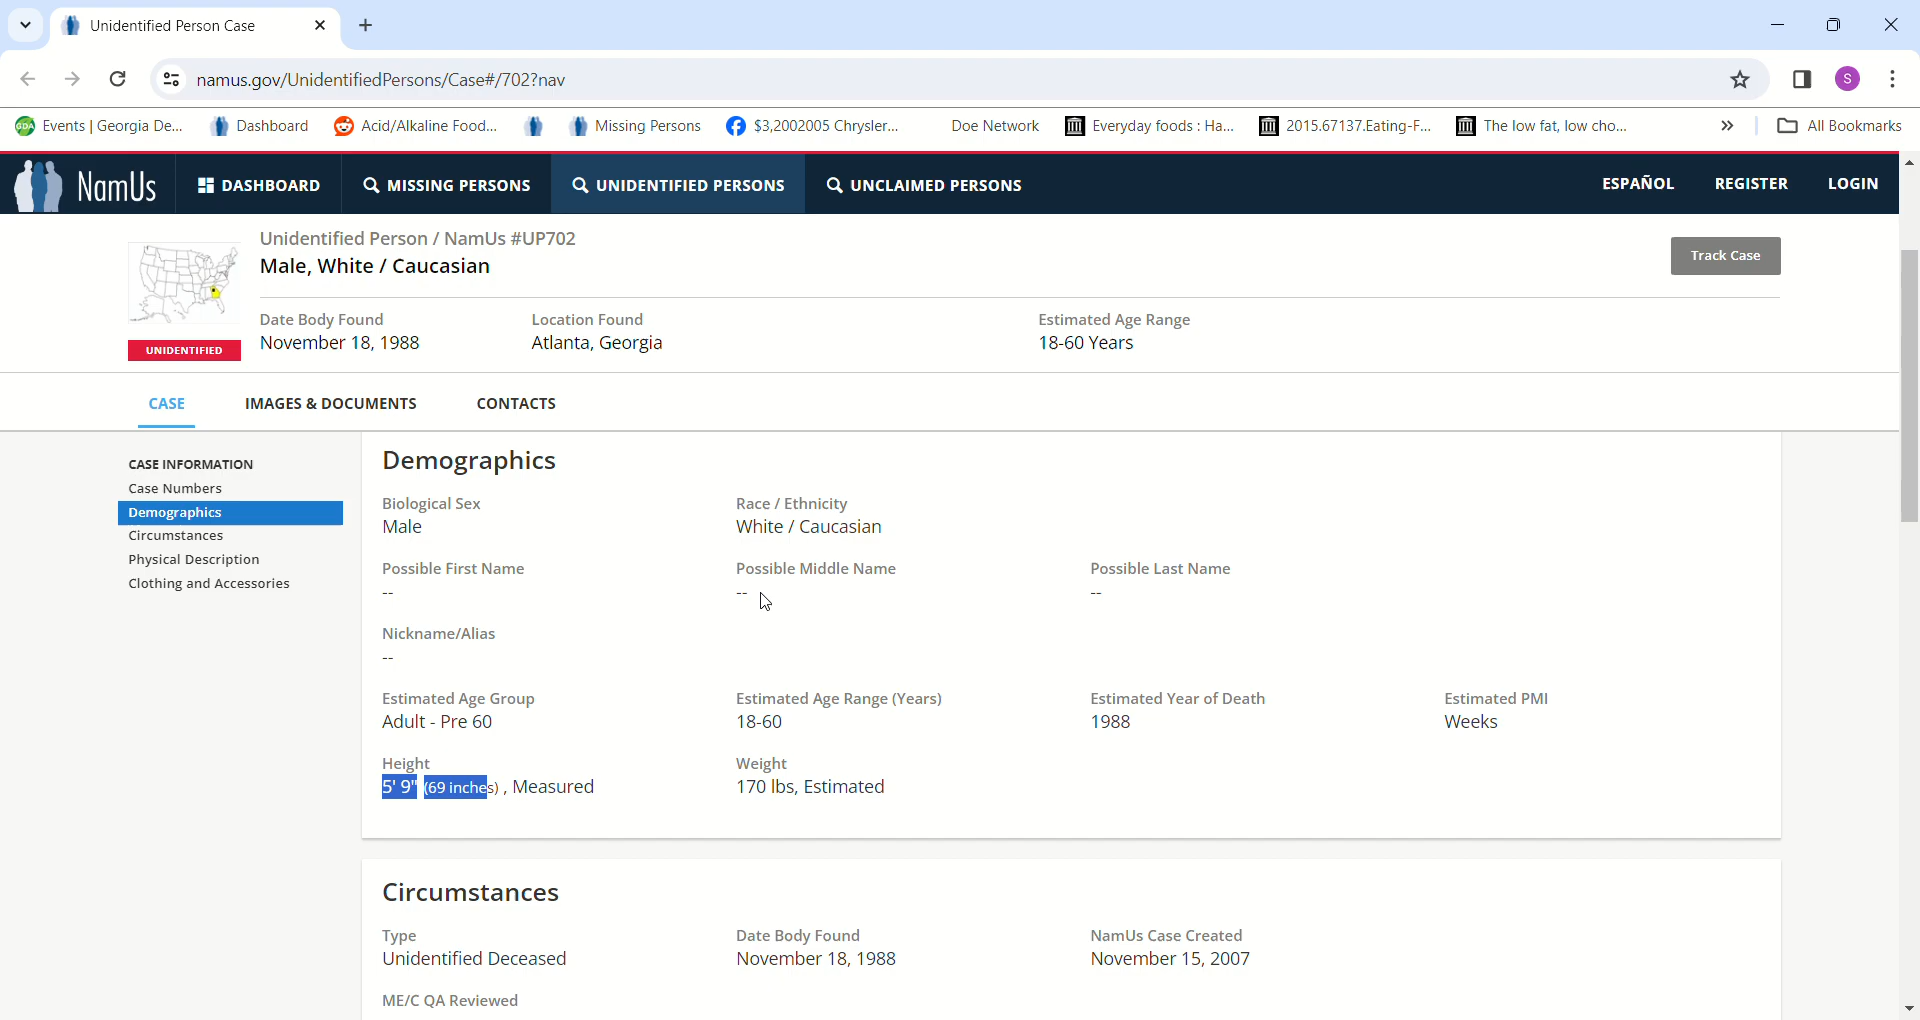 Unidentified Person Case
namus.gov/UnidentifiedPersons/Case#/702?nav
S
GDA Events | Georgia De... Dashboard Acid/Alkaline Food... Missing Persons $3,2002005 Chrysler... Doe Network Everyday foods : Ha... 2015.67137.Eating-F... The low fat, low cho... » All Bookmarks
NamUs DASHBOARD MISSING PERSONS UNIDENTIFIED PERSONS UNCLAIMED PERSONS ESPAÑOL REGISTER LOGIN
Unidentified Person / NamUs #UP702
Male, White / Caucasian
Track Case
Date Body Found Location Found Estimated Age Range
November 18, 1988 Atlanta, Georgia 18-60 Years
UNIDENTIFIED
CASE IMAGES & DOCUMENTS CONTACTS
CASE INFORMATION
Case Numbers
Demographics
Circumstances
Physical Description
Clothing and Accessories
Demographics
Biological Sex Race / Ethnicity
Male White / Caucasian
Possible First Name Possible Middle Name Possible Last Name
-- -- --
Nickname/Alias
--
Estimated Age Group Estimated Age Range (Years) Estimated Year of Death Estimated PMI
Adult - Pre 60 18-60 1988 Weeks
Height Weight
5' 9" (69 inches) , Measured 170 lbs, Estimated
Circumstances
Type Date Body Found NamUs Case Created
Unidentified Deceased November 18, 1988 November 15, 2007
ME/C QA Reviewed